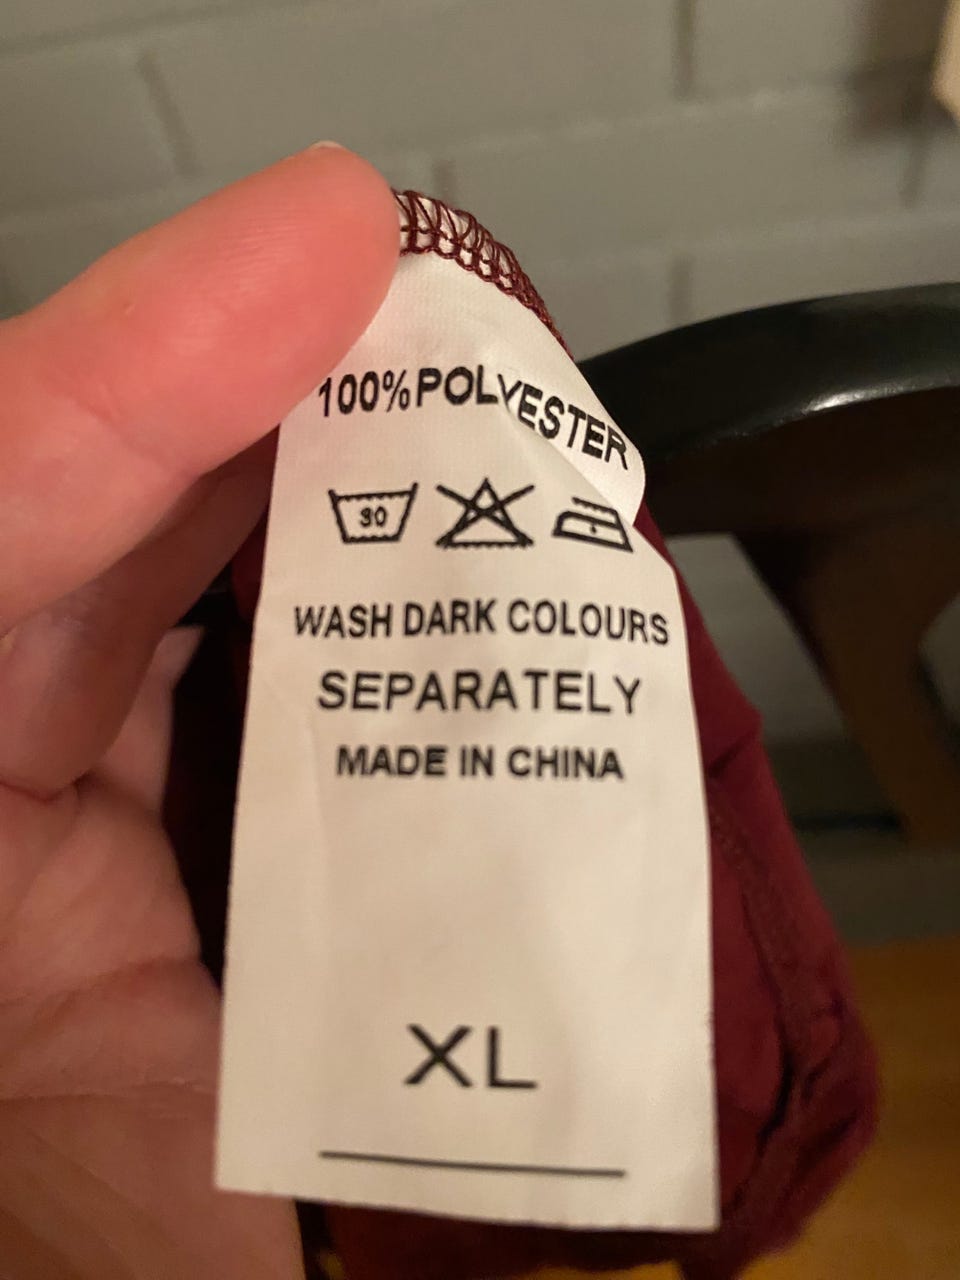 100% POLYESTER
30
WASH DARK COLOURS
SEPARATELY
MADE IN CHINA
XL